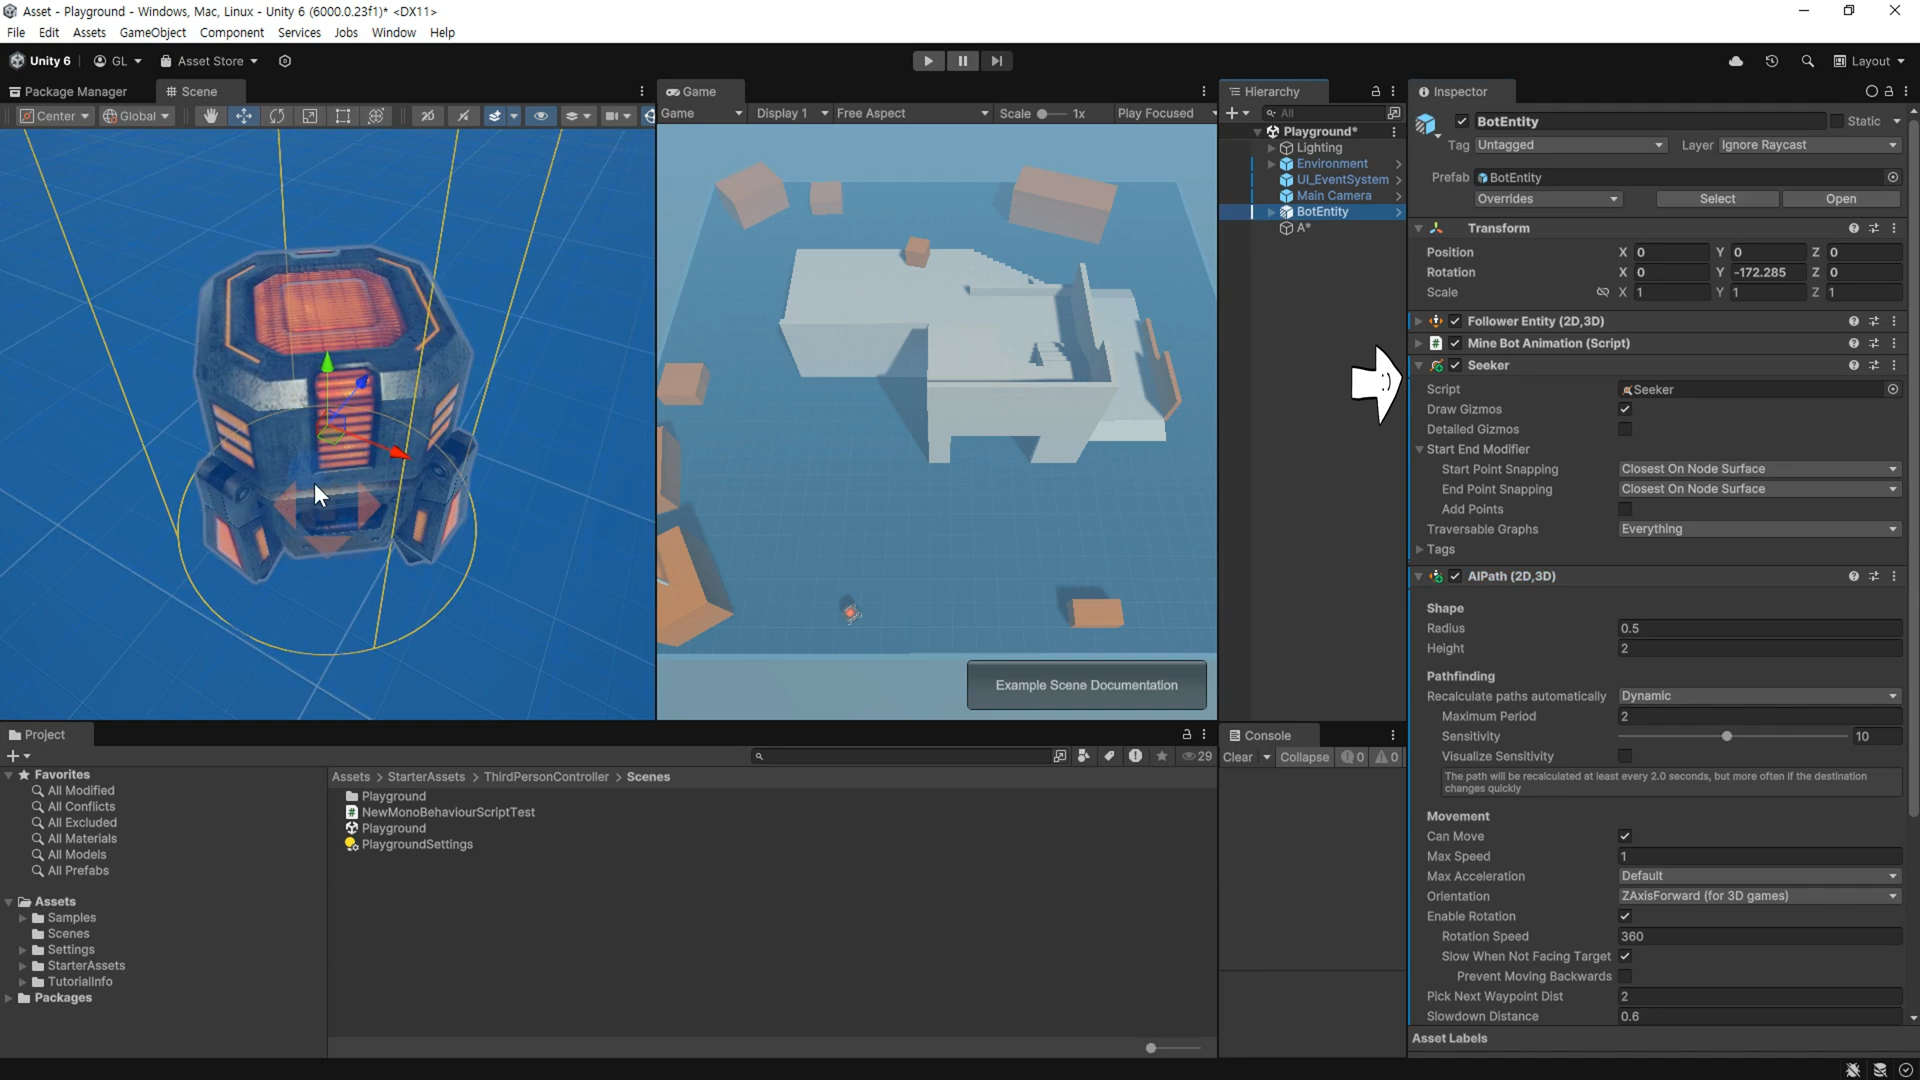 Asset - Playground - Windows, Mac, Linux - Unity 6 (6000.0.23f1)* <DX11>
File Edit Assets GameObject Component Services Jobs Window Help
Unity 6 GL Asset Store Layout
Package Manager Scene
Center Global
Game
Game Display 1 Free Aspect Scale 1x Play Focused
Hierarchy
All
Playground*
Lighting
Environment
UI_EventSystem
Main Camera
BotEntity
A*
Example Scene Documentation
Inspector
BotEntity Static
Tag Untagged Layer Ignore Raycast
Prefab BotEntity
Overrides Select Open
Transform
Position X 0 Y 0 Z 0
Rotation X 0 Y -172.285 Z 0
Scale X 1 Y 1 Z 1
Follower Entity (2D,3D)
# Mine Bot Animation (Script)
Seeker
Script Seeker
Draw Gizmos
Detailed Gizmos
Start End Modifier
Start Point Snapping Closest On Node Surface
End Point Snapping Closest On Node Surface
Add Points
Traversable Graphs Everything
Tags
AIPath (2D,3D)
Shape
Radius 0.5
Height 2
Pathfinding
Recalculate paths automatically Dynamic
Maximum Period 2
Sensitivity 10
Visualize Sensitivity
The path will be recalculated at least every 2.0 seconds, but more often if the destination
changes quickly
Movement
Can Move
Max Speed 1
Max Acceleration Default
Orientation ZAxisForward (for 3D games)
Enable Rotation
Rotation Speed 360
Slow When Not Facing Target
Prevent Moving Backwards
Pick Next Waypoint Dist 2
Slowdown Distance 0.6
Asset Labels
Project
29
Favorites
All Modified
All Conflicts
All Excluded
All Materials
All Models
All Prefabs
Assets
Samples
Scenes
Settings
StarterAssets
TutorialInfo
Packages
Assets > StarterAssets > ThirdPersonController > Scenes
Playground
# NewMonoBehaviourScriptTest
Playground
PlaygroundSettings
Console
Clear Collapse 0 0